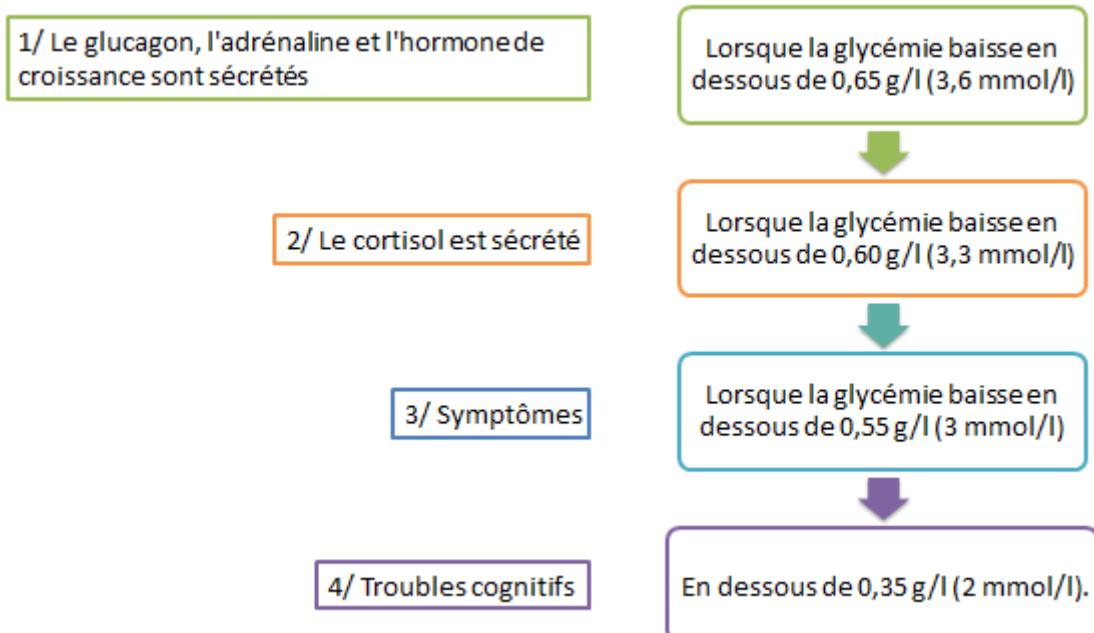 1/ Le glucagon, l'adrénaline et l'hormone de
croissance sont sécrétés
Lorsque la glycémie baisse en
dessous de 0,65 g/l (3,6 mmol/l)
2/ Le cortisol est sécrété
Lorsque la glycémie baisse en
dessous de 0,60 g/l (3,3 mmol/l)
3/ Symptômes
Lorsque la glycémie baisse en
dessous de 0,55 g/l (3 mmol/l)
4/ Troubles cognitifs
En dessous de 0,35 g/l (2 mmol/l).